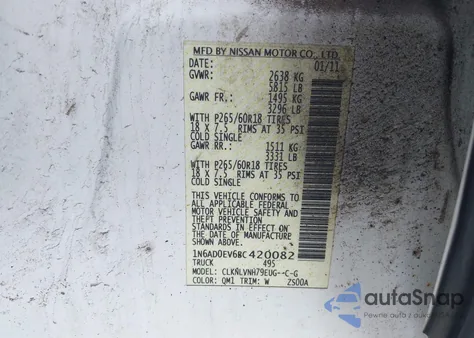 MFD BY NISSAN MOTOR CO., LTD.
DATE: 01/11
GVWR: 2638 KG
5815 LB
GAWR FR.: 1495 KG
3296 LB
WITH P265/60R18 TIRES
18 X 7.5 RIMS AT 35 PSI
COLD SINGLE
GAWR RR.: 1511 KG
3331 LB
WITH P265/60R18 TIRES
18 X 7.5 RIMS AT 35 PSI
COLD SINGLE
THIS VEHICLE CONFORMS TO
ALL APPLICABLE FEDERAL
MOTOR VEHICLE SAFETY AND
THEFT PREVENTION
STANDARDS IN EFFECT ON THE
DATE OF MANUFACTURE
1N6AD0EV6BC420082
TRUCK 495
MODEL: CLKNLVNH79EUG--C-G
COLOR: QM1 TRIM: W ZS00A
autoSnap
POWERED BY STATVIN